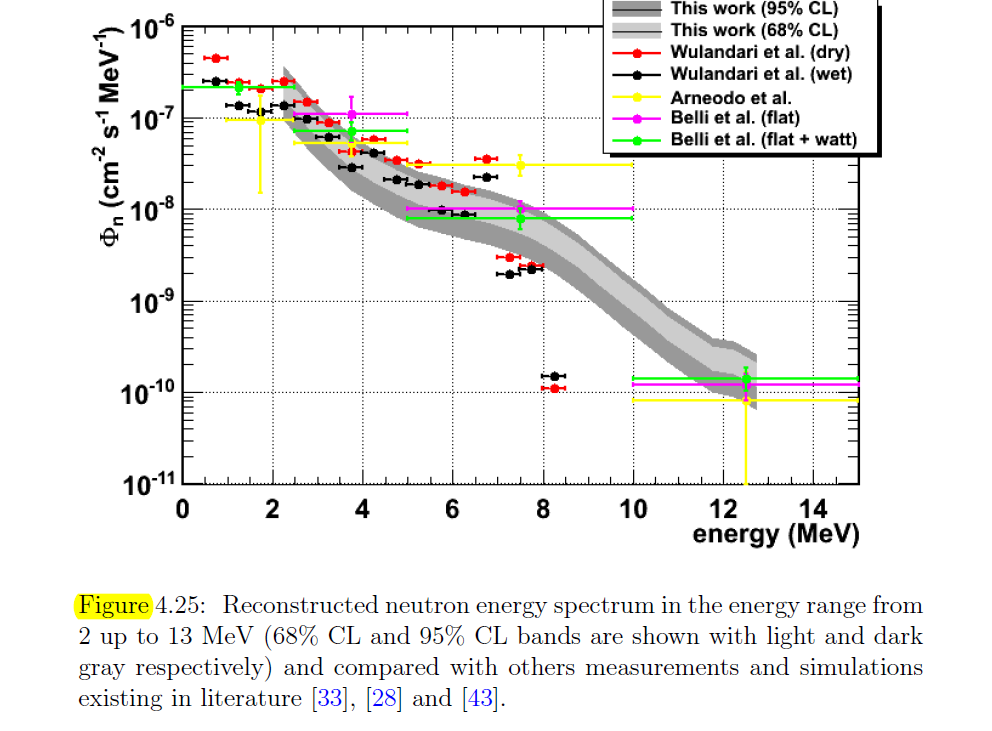 This work (95% CL)
This work (68% CL)
Wulandari et al. (dry)
Wulandari et al. (wet)
Arneodo et al.
Belli et al. (flat)
Belli et al. (flat + watt)
Φn (cm-2 s-1 MeV-1)
10-6
10-7
10-8
10-9
10-10
10-11
0 2 4 6 8 10 12 14
energy (MeV)
Figure 4.25: Reconstructed neutron energy spectrum in the energy range from
2 up to 13 MeV (68% CL and 95% CL bands are shown with light and dark
gray respectively) and compared with others measurements and simulations
existing in literature [33], [28] and [43].